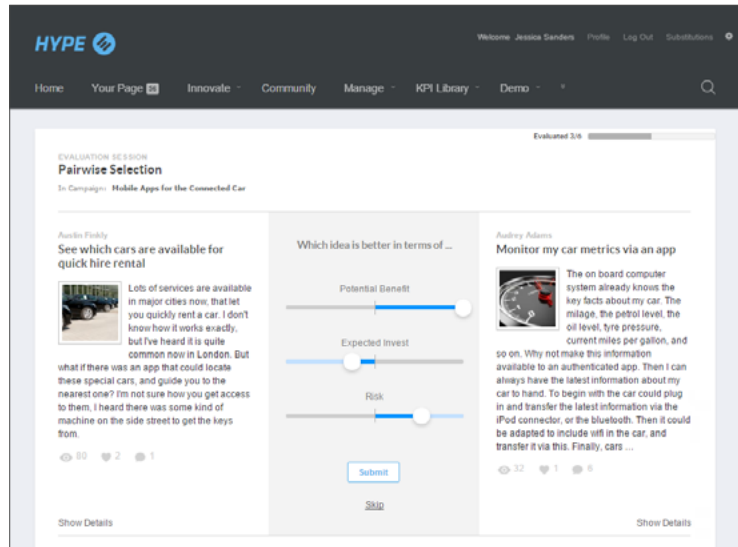 HYPE
Welcome Jessica Sanders Profile Log Out Substitutions
Home Your Page 36 Innovate Community Manage KPI Library Demo ?
Evaluated 3/6
EVALUATION SESSION
Pairwise Selection
In Campaign: Mobile Apps for the Connected Car
Austin Finkly
See which cars are available for
quick hire rental
Lots of services are available
in major cities now, that let
you quickly rent a car. I don't
know how it works exactly,
but I've heard it is quite
common now in London. But
what if there was an app that could locate
these special cars, and guide you to the
nearest one? I'm not sure how you get access
to them, I heard there was some kind of
machine on the side street to get the keys
from.
80 2 1
Show Details
Which idea is better in terms of ...
Potential Benefit
Expected Invest
Risk
Submit
Skip
Audrey Adams
Monitor my car metrics via an app
The on board computer
system already knows the
key facts about my car. The
milage, the petrol level, the
oil level, tyre pressure,
current miles per gallon, and
so on. Why not make this information
available to an authenticated app. Then I can
always have the latest information about my
car to hand. To begin with the car could plug
in and transfer the latest information via the
iPod connector, or the bluetooth. Then it could
be adapted to include wifi in the car, and
transfer it via this. Finally, cars ...
32 1 6
Show Details